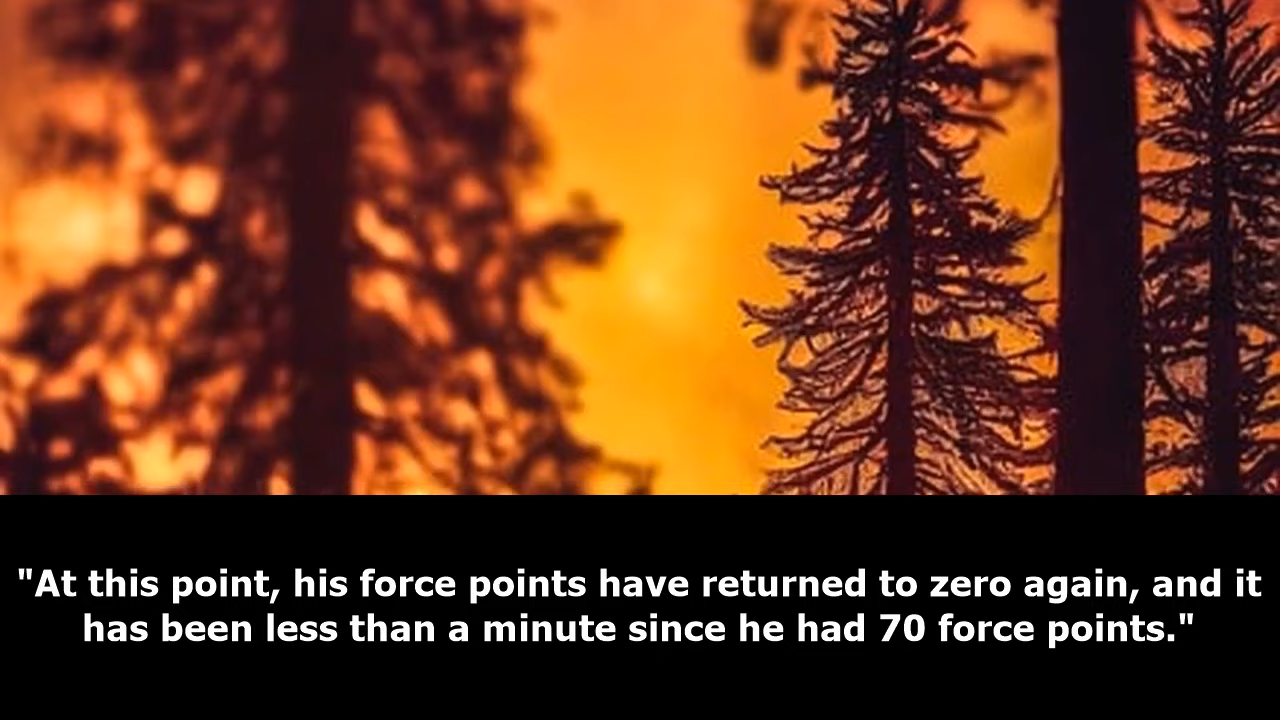 "At this point, his force points have returned to zero again, and it
has been less than a minute since he had 70 force points."